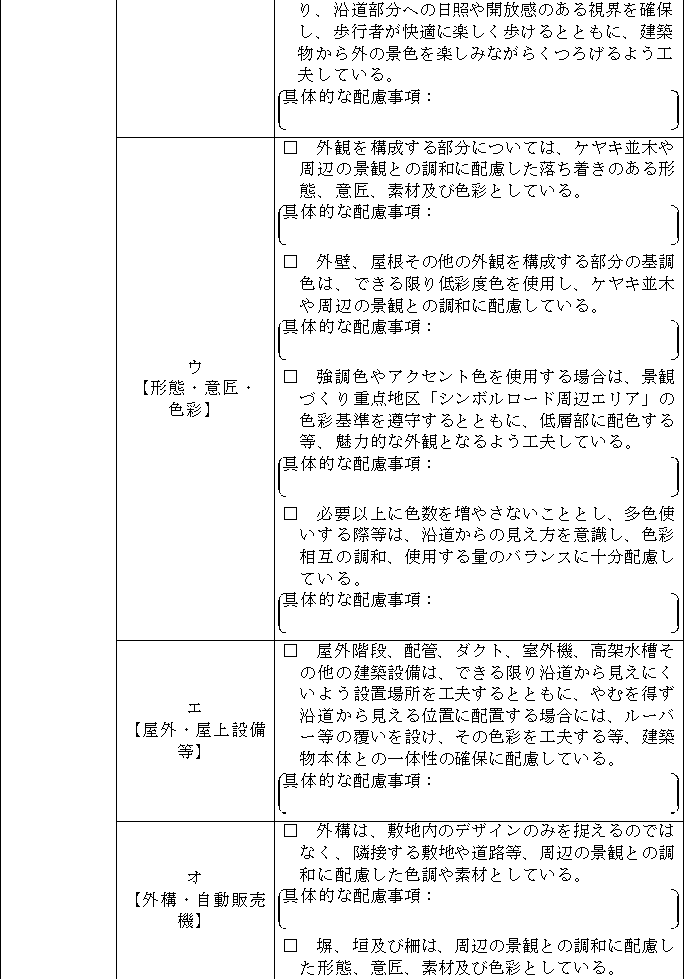 り、沿道部分への日照や開放感のある視界を確保
し、歩行者が快適に楽しく歩けるとともに、建築
物から外の景色を楽しみながらくつろげるよう工
夫している。
具体的な配慮事項：
ウ
【形態・意匠・
色彩】
□　外観を構成する部分については、ケヤキ並木や
周辺の景観との調和に配慮した落ち着きのある形
態、意匠、素材及び色彩としている。
具体的な配慮事項：
□　外壁、屋根その他の外観を構成する部分の基調
色は、できる限り低彩度色を使用し、ケヤキ並木
や周辺の景観との調和に配慮している。
具体的な配慮事項：
□　強調色やアクセント色を使用する場合は、景観
づくり重点地区「シンボルロード周辺エリア」の
色彩基準を遵守するとともに、低層部に配色する
等、魅力的な外観となるよう工夫している。
具体的な配慮事項：
□　必要以上に色数を増やさないこととし、多色使
いする際等は、沿道からの見え方を意識し、色彩
相互の調和、使用する量のバランスに十分配慮し
ている。
具体的な配慮事項：
エ
【屋外・屋上設備
等】
□　屋外階段、配管、ダクト、室外機、高架水槽そ
の他の建築設備は、できる限り沿道から見えにく
いよう設置場所を工夫するとともに、やむを得ず
沿道から見える位置に配置する場合には、ルーバ
ー等の覆いを設け、その色彩を工夫する等、建築
物本体との一体性の確保に配慮している。
具体的な配慮事項：
オ
【外構・自動販売
機】
□　外構は、敷地内のデザインのみを捉えるのでは
なく、隣接する敷地や道路等、周辺の景観との調
和に配慮した色調や素材としている。
具体的な配慮事項：
□　塀、垣及び柵は、周辺の景観との調和に配慮し
た形態、意匠、素材及び色彩としている。